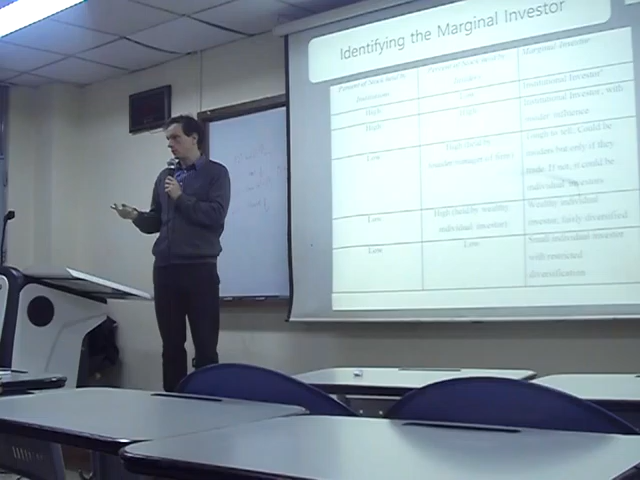 Identifying the Marginal Investor
Percent of Stock held by Institutions
Percent of Stock held by Insiders
Marginal Investor
High
Low
Institutional Investor
High
High
Institutional Investor, with
insider influence
Low
High (held by
Tough to tell; Could be
insiders but only if they
trade. If not, it could be
individual investors
Low
High (held by wealthy
individual investor)
Wealthy individual
investor, fairly diversified
Low
Low
Small individual investor
with restricted
diversification